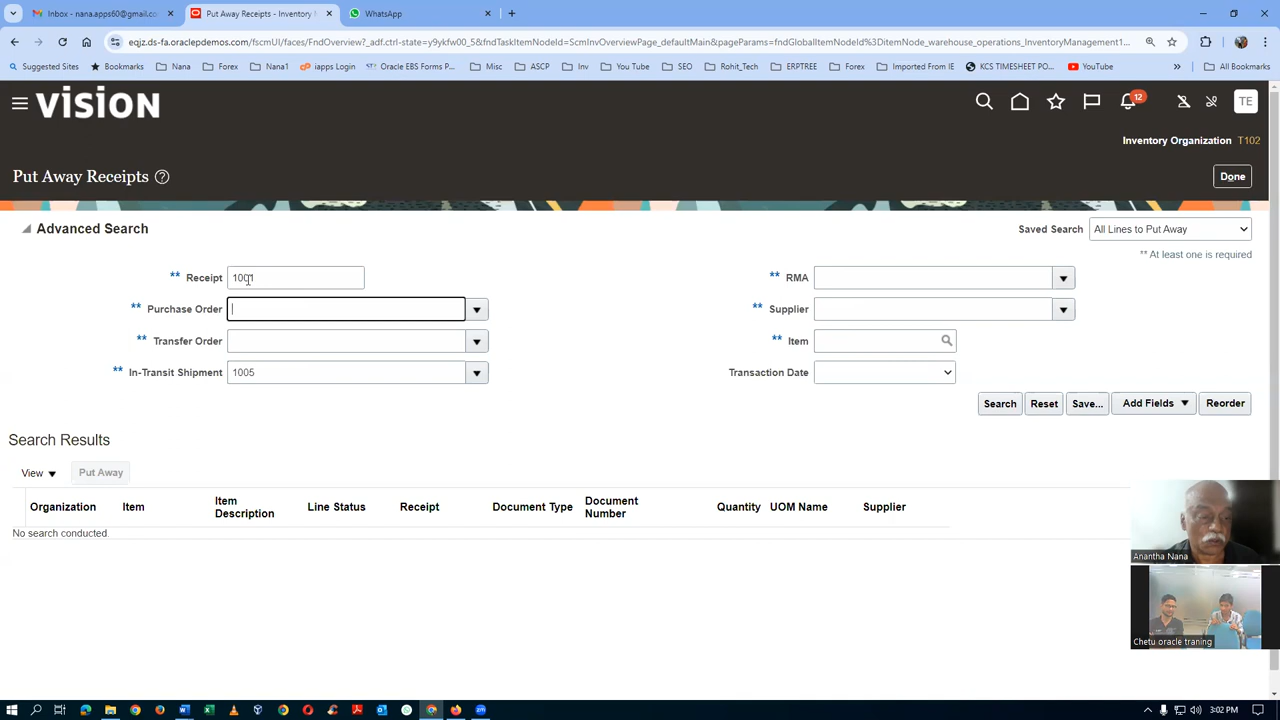 Inbox - nana.apps60@gmail.co
Put Away Receipts - Inventory M
WhatsApp
eqjz.ds-fa.oraclepdemos.com/fscmUI/faces/FndOverview?_adf.ctrl-state=y9ykfw00_5&fndTaskItemNodeId=ScmInvOverviewPage_defaultMain&pageParams=fndGlobalItemNodeId%3DitemNode_warehouse_operations_InventoryManagement1...
Suggested Sites
Bookmarks
Nana
Forex
Nana1
iapps Login
Oracle EBS Forms P...
Misc
ASCP
Inv
You Tube
SEO
Rohit_Tech
ERPTREE
Forex
Imported From IE
KCS TIMESHEET PO...
YouTube
All Bookmarks
VISION
12
TE
Inventory Organization T102
Put Away Receipts
Done
Advanced Search
Saved Search All Lines to Put Away
** At least one is required
** Receipt 1001
** RMA
** Purchase Order
** Supplier
** Transfer Order
** Item
** In-Transit Shipment 1005
Transaction Date
Search Reset Save... Add Fields Reorder
Search Results
View Put Away
Organization Item Item Description Line Status Receipt Document Type Document Number Quantity UOM Name Supplier
No search conducted.
Anantha Nana
Chetu oracle traning
3:02 PM